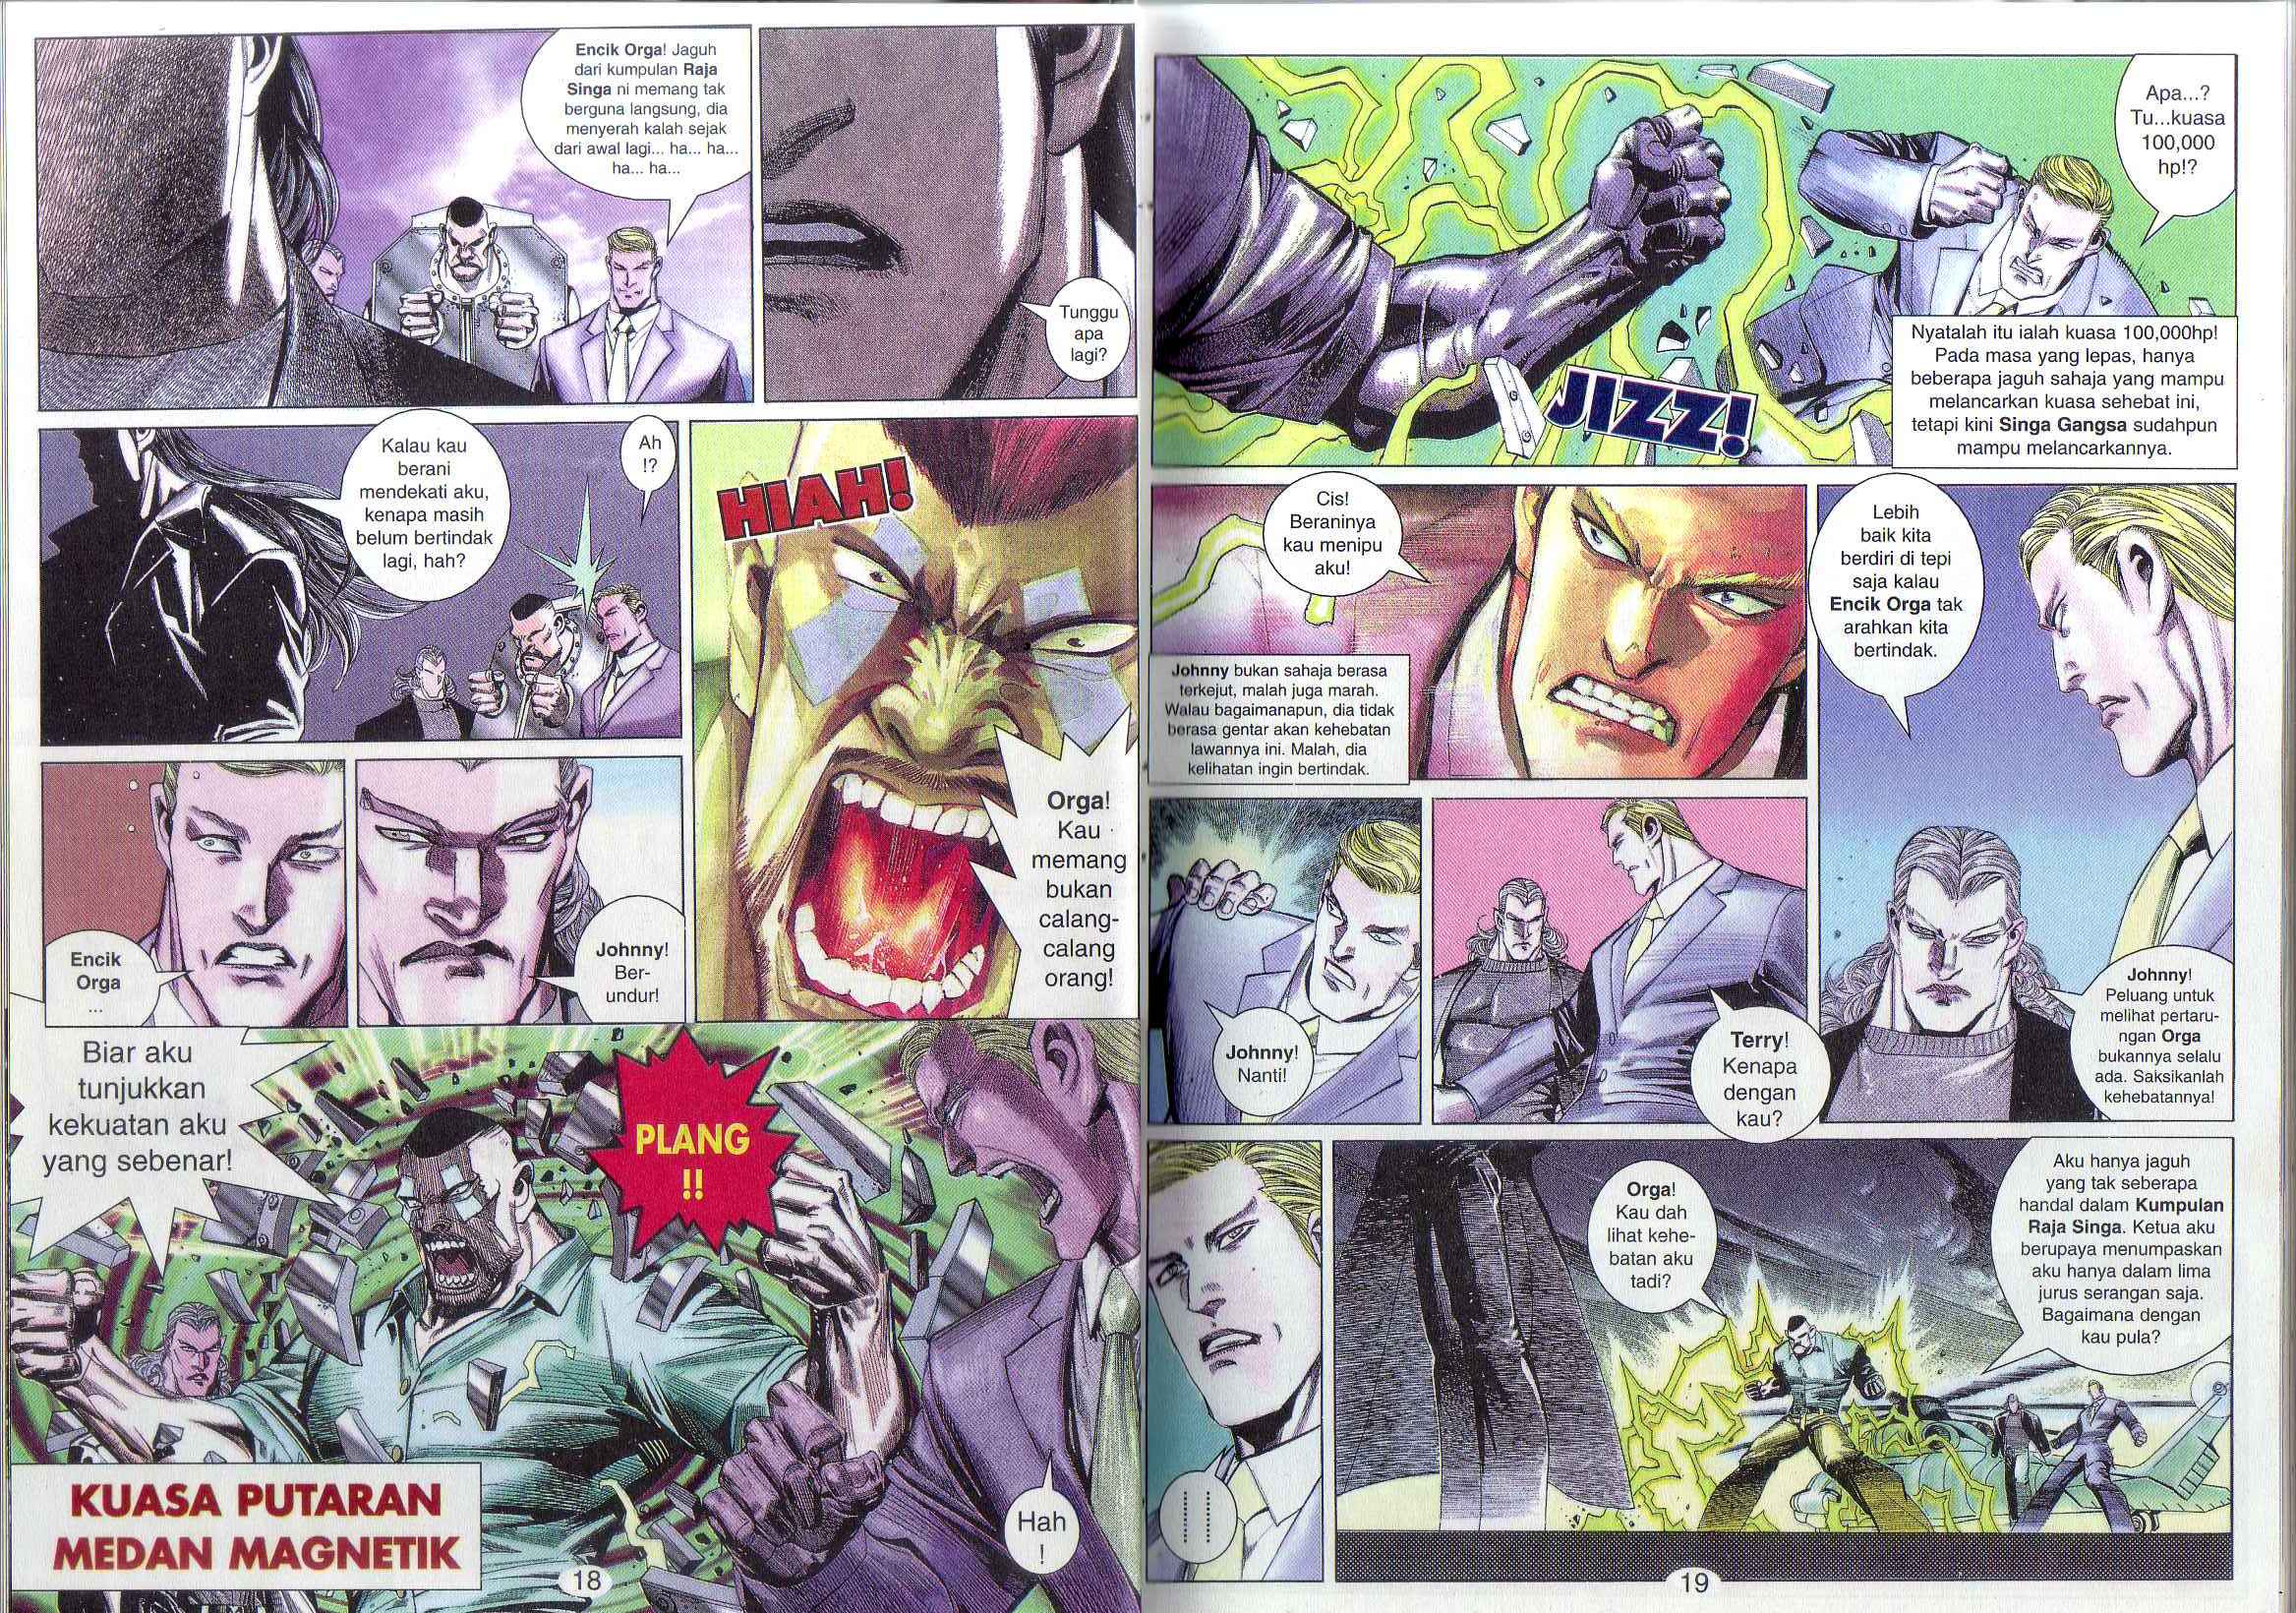 Encik Orga! Jaguh
dari kumpulan Raja
Singa ni memang tak
berguna langsung, dia
menyerah kalah sejak
dari awal lagi... ha... ha...
ha... ha...
Tunggu
apa
lagi?
Kalau kau
berani
mendekati aku,
kenapa masih
belum bertindak
lagi, hah?
Ah
!?
HIAH!
Orga!
Kau
memang
bukan
calang-
calang
orang!
Encik
Orga
...
Johnny!
Ber-
undur!
Biar aku
tunjukkan
kekuatan aku
yang sebenar!
PLANG
!!
Hah
!
KUASA PUTARAN
MEDAN MAGNETIK
18
Apa...?
Tu...kuasa
100,000
hp!?
JIZZ!
Nyatalah itu ialah kuasa 100,000hp!
Pada masa yang lepas, hanya
beberapa jaguh sahaja yang mampu
melancarkan kuasa sehebat ini,
tetapi kini Singa Gangsa sudahpun
mampu melancarkannya.
Cis!
Beraninya
kau menipu
aku!
Johnny bukan sahaja berasa
terkejut, malah juga marah.
Walau bagaimanapun, dia tidak
berasa gentar akan kehebatan
lawannya ini. Malah, dia
kelihatan ingin bertindak.
Lebih
baik kita
berdiri di tepi
saja kalau
Encik Orga tak
arahkan kita
bertindak.
Johnny!
Nanti!
Terry!
Kenapa
dengan
kau?
Johnny!
Peluang untuk
melihat pertaru-
ngan Orga
bukannya selalu
ada. Saksikanlah
kehebatannya!
.......
.......
Orga!
Kau dah
lihat kehe-
batan aku
tadi?
Aku hanya jaguh
yang tak seberapa
handal dalam Kumpulan
Raja Singa. Ketua aku
berupaya menumpaskan
aku hanya dalam lima
jurus serangan saja.
Bagaimana dengan
kau pula?
19